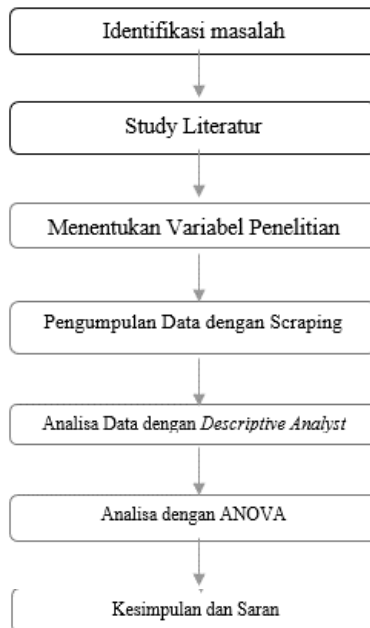 Identifikasi masalah
Study Literatur
Menentukan Variabel Penelitian
Pengumpulan Data dengan Scraping
Analisa Data dengan Descriptive Analyst
Analisa dengan ANOVA
Kesimpulan dan Saran